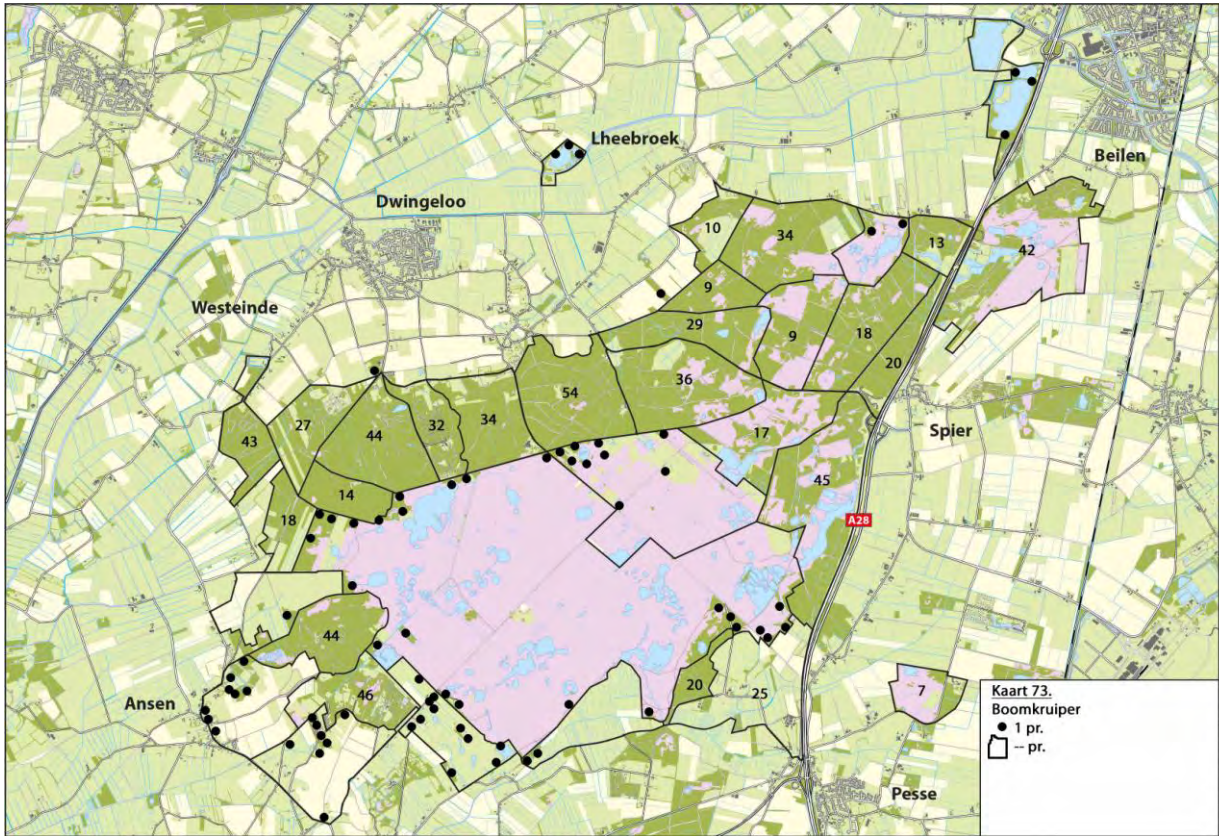 Lheebroek
Beilen
Dwingeloo
10
34
13
42
9
Westeinde
29
9
18
20
36
54
27
44
32
34
43
17
Spier
45
14
18
A28
44
46
20
25
7
Ansen
Pesse
Kaart 73.
Boomkruiper
1 pr.
-- pr.